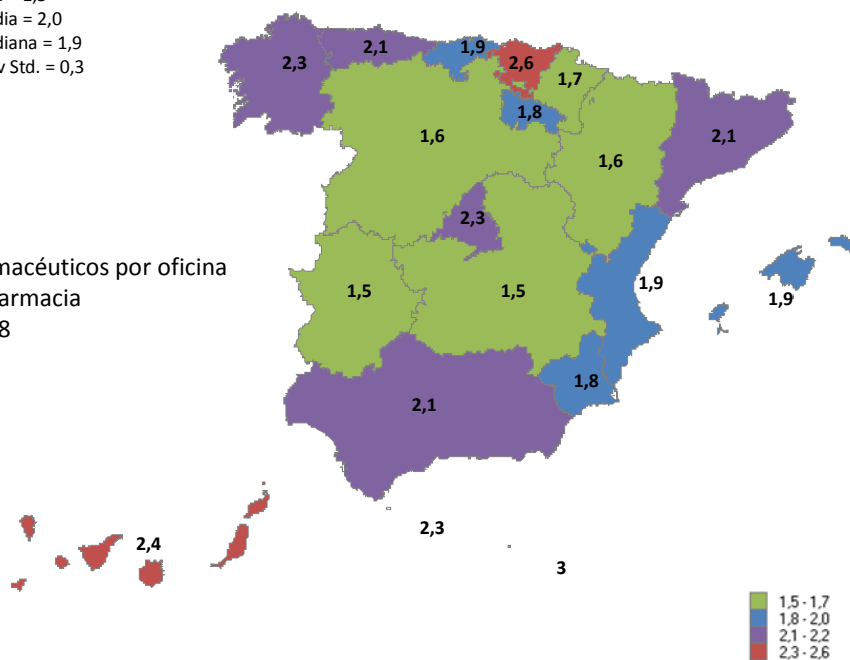 dia = 2,0
diana = 1,9
v Std. = 0,3
2,3
2,1
1,9
2,6
1,7
1,8
1,6
1,6
2,1
2,3
macéuticos por oficina
armacia
8
1,5
1,5
1,9
1,9
1,8
2,1
2,3
2,4
3
1,5 - 1,7
1,8 - 2,0
2,1 - 2,2
2,3 - 2,6